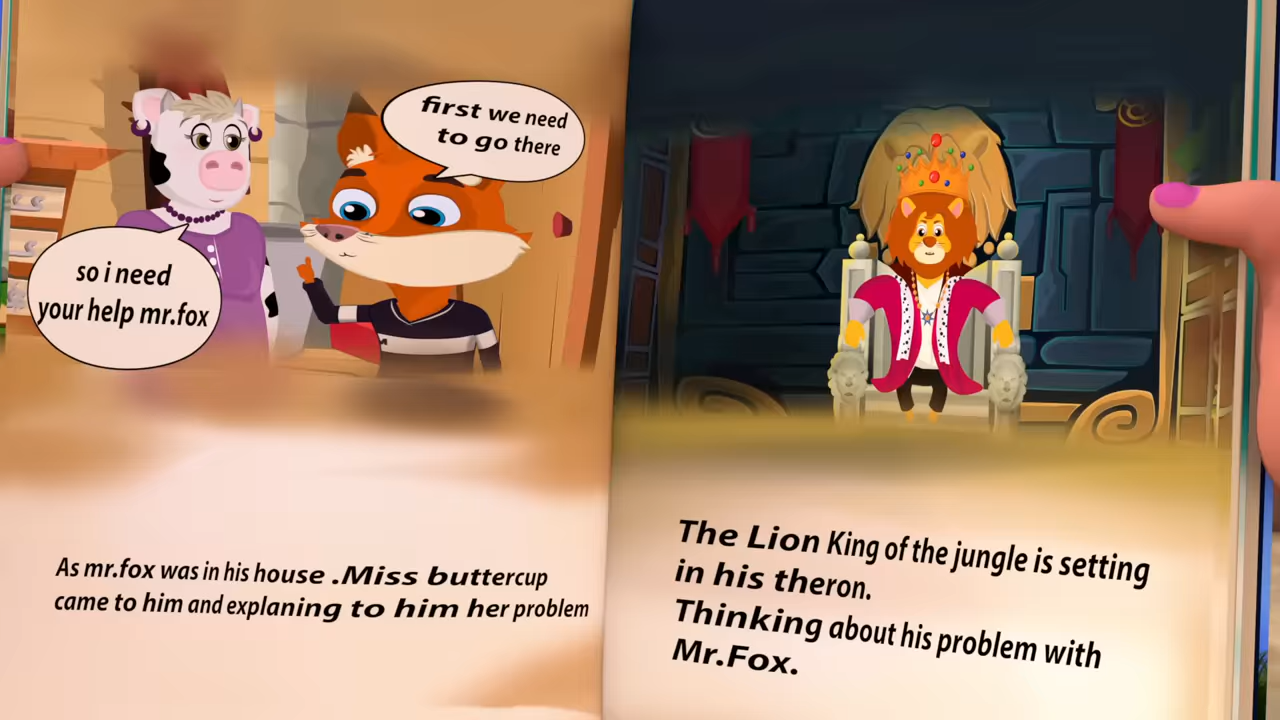 first we need
to go there
so i need
your help mr.fox
As mr.fox was in his house .Miss buttercup
came to him and explaning to him her problem
The Lion King of the jungle is setting
in his theron.
Thinking about his problem with
Mr.Fox.